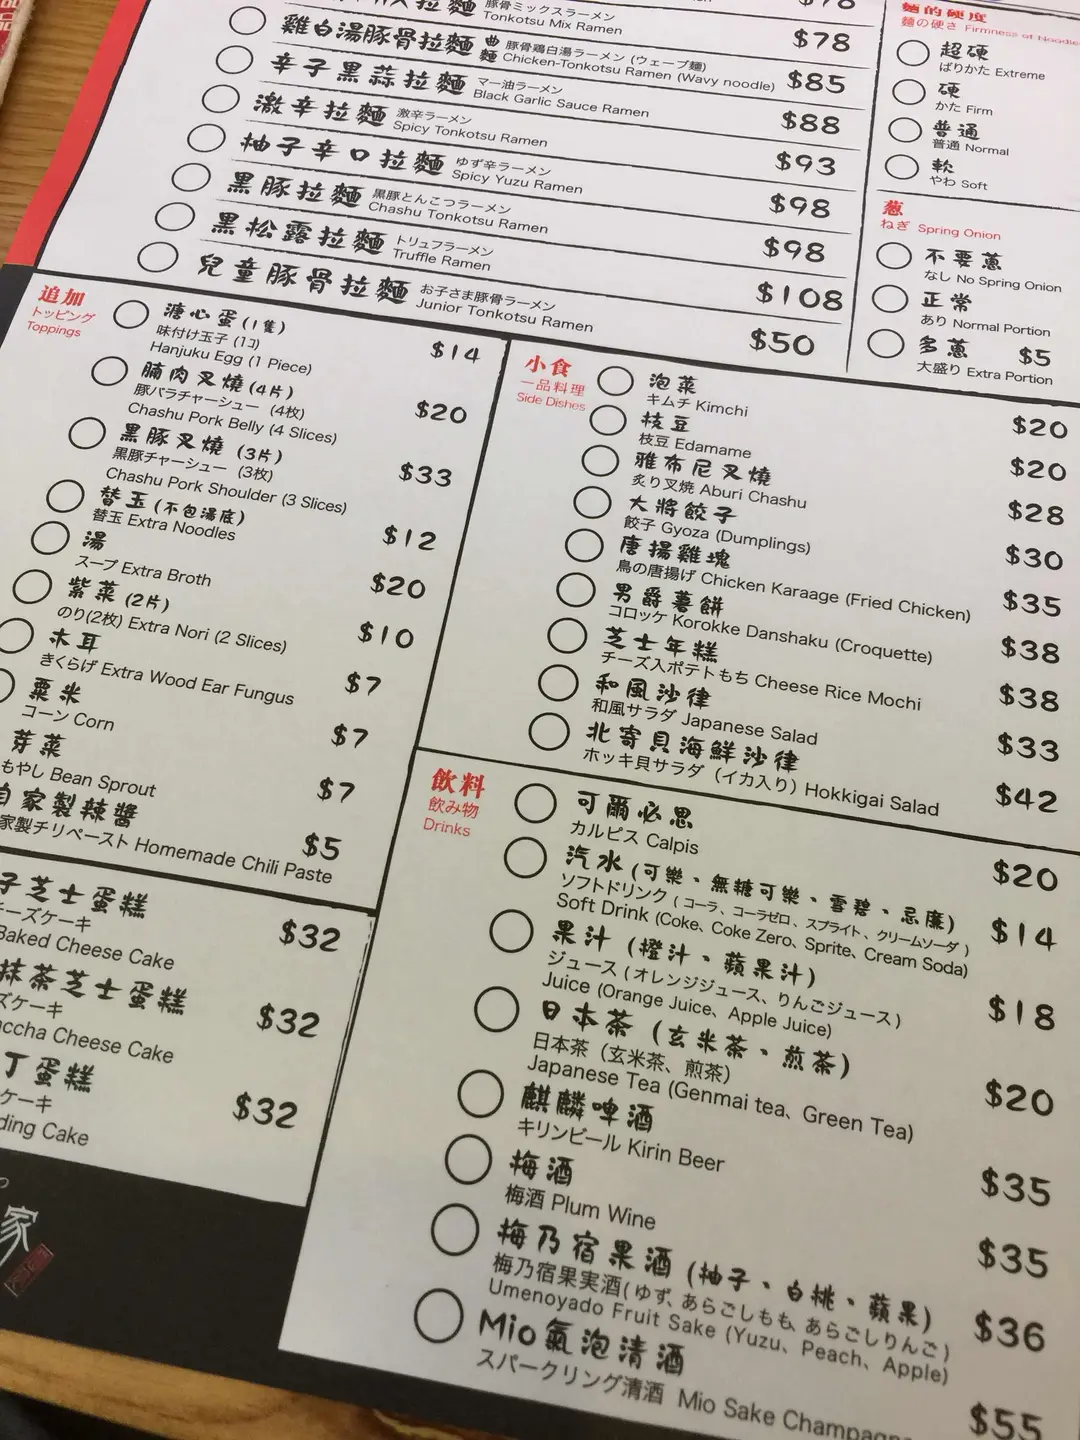 豚骨ミックスラーメン
Tonkotsu Mix Ramen
$78
雞白湯豚骨拉麵 曲麵
豚骨鶏白湯ラーメン (ウェーブ麺)
Chicken-Tonkotsu Ramen (Wavy noodle)
$85
辛子黑蒜拉麵
マー油ラーメン
Black Garlic Sauce Ramen
$88
激辛拉麵
激辛ラーメン
Spicy Tonkotsu Ramen
$93
柚子辛口拉麵
ゆず辛ラーメン
Spicy Yuzu Ramen
$98
黑豚拉麵
黒豚とんこつラーメン
Chashu Tonkotsu Ramen
$98
黑松露拉麵
トリュフラーメン
Truffle Ramen
$108
兒童豚骨拉麵
お子さま豚骨ラーメン
Junior Tonkotsu Ramen
$50
麵的硬度
麺の硬さ Firmness of Noodle
超硬
ばりかた Extreme
硬
かた Firm
普通
普通 Normal
軟
やわ Soft
蔥
ねぎ Spring Onion
不要蔥
なし No Spring Onion
正常
あり Normal Portion
多蔥 $5
大盛り Extra Portion
追加
トッピング
Toppings
溏心蛋(1隻)
味付け玉子 (1コ)
Hanjuku Egg (1 Piece)
$14
腩肉叉燒(4片)
豚バラチャーシュー (4枚)
Chashu Pork Belly (4 Slices)
$20
黑豚叉燒 (3片)
黒豚チャーシュー (3枚)
Chashu Pork Shoulder (3 Slices)
$33
替玉(不包湯底)
替玉 Extra Noodles
$12
湯
スープ Extra Broth
$20
紫菜(2片)
のり(2枚) Extra Nori (2 Slices)
$10
木耳
きくらげ Extra Wood Ear Fungus
$7
粟米
コーン Corn
$7
芽菜
もやし Bean Sprout
$7
自家製辣醬
家製チリペースト Homemade Chili Paste
$5
子芝士蛋糕
ーズケーキ
Baked Cheese Cake
$32
抹茶芝士蛋糕
ズケーキ
accha Cheese Cake
$32
丁蛋糕
ケーキ
ding Cake
$32
家
小食
一品料理
Side Dishes
泡菜
キムチ Kimchi
$20
枝豆
枝豆 Edamame
$20
雅布尼叉燒
炙り叉焼 Aburi Chashu
$28
大將餃子
餃子 Gyoza (Dumplings)
$30
唐揚雞塊
鳥の唐揚げ Chicken Karaage (Fried Chicken)
$35
男爵薯餅
コロッケ Korokke Danshaku (Croquette)
$38
芝士年糕
チーズ入ポテトもち Cheese Rice Mochi
$38
和風沙律
和風サラダ Japanese Salad
$33
北寄貝海鮮沙律
ホッキ貝サラダ (イカ入り) Hokkigai Salad
$42
飲料
飲み物
Drinks
可爾必思
カルピス Calpis
$20
汽水(可樂、無糖可樂、雪碧、忌廉)
ソフトドリンク ( コーラ、コーラゼロ、スプライト、クリームソーダ )
Soft Drink (Coke、Coke Zero、Sprite、Cream Soda)
$14
果汁 (橙汁、蘋果汁)
ジュース ( オレンジジュース、りんごジュース )
Juice (Orange Juice、Apple Juice)
$18
日本茶 (玄米茶、煎茶)
日本茶 (玄米茶、煎茶)
Japanese Tea (Genmai tea、Green Tea)
$20
麒麟啤酒
キリンビール Kirin Beer
$35
梅酒
梅酒 Plum Wine
$35
梅乃宿果酒 (柚子、白桃、蘋果)
梅乃宿果実酒( ゆず、あらごしもも、あらごしりんご )
Umenoyado Fruit Sake (Yuzu、Peach、Apple)
$36
Mio氣泡清酒
スパークリング清酒 Mio Sake Champagn
$55